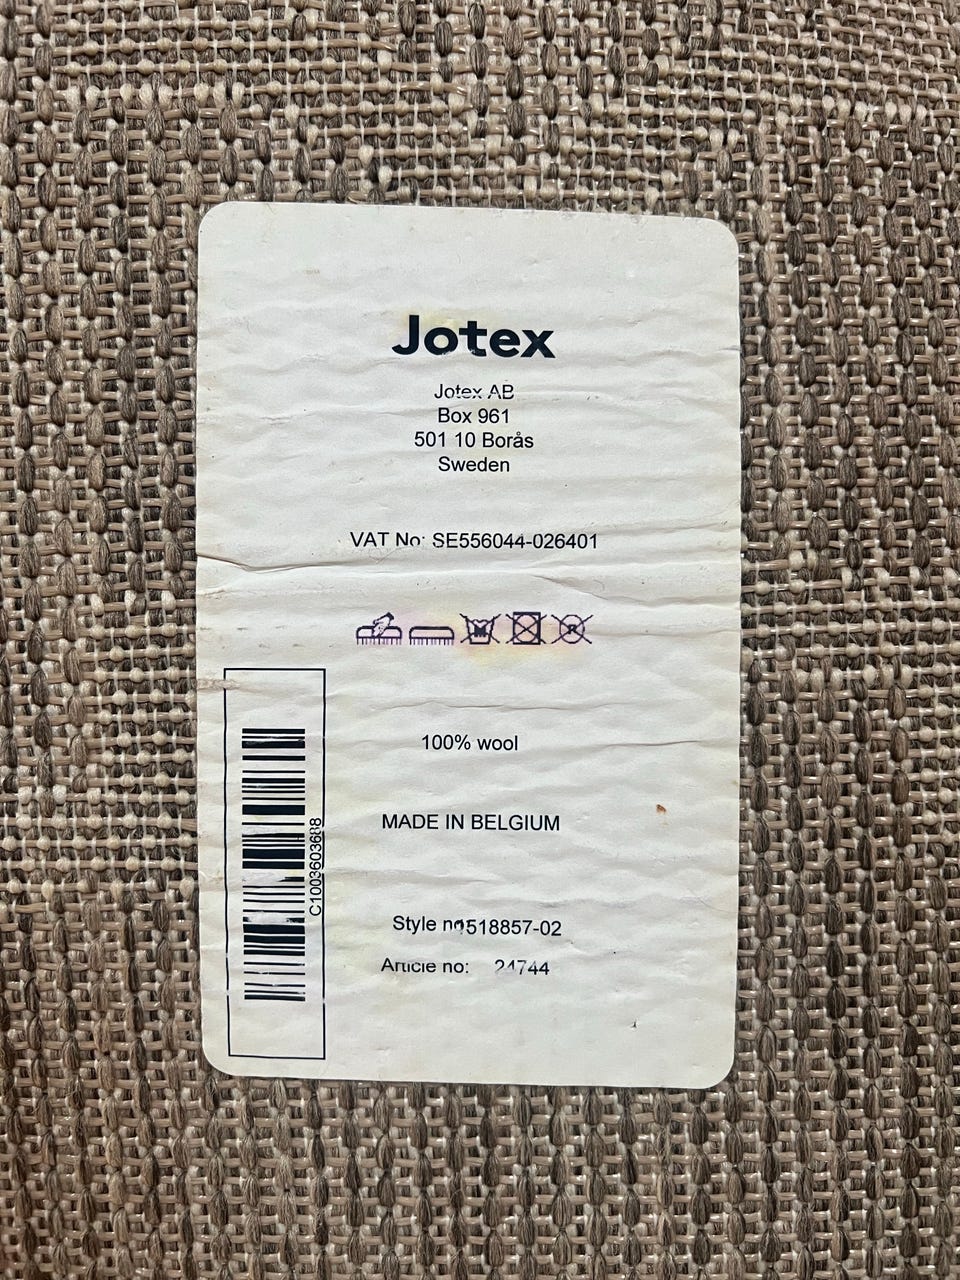 Jotex
Jotex AB
Box 961
501 10 Borås
Sweden
VAT No: SE556044-026401
100% wool
MADE IN BELGIUM
Style no1518857-02
Article no: 24744
C1003603688